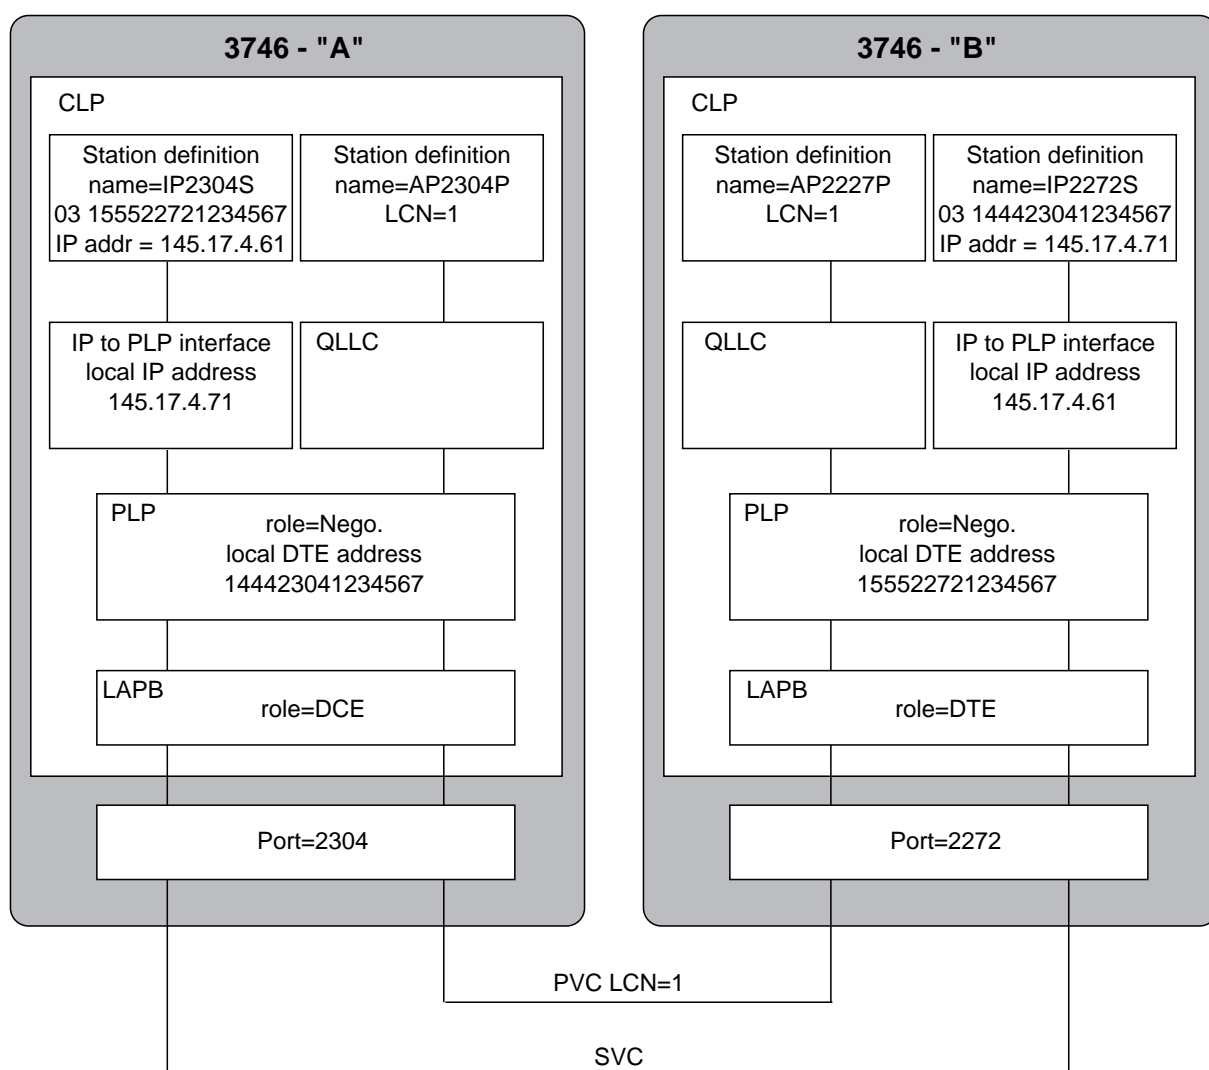 3746 - "A"
CLP
Station definition
name=IP2304S
03 155522721234567
IP addr = 145.17.4.61
Station definition
name=AP2304P
LCN=1
IP to PLP interface
local IP address
145.17.4.71
QLLC
PLP
role=Nego.
local DTE address
144423041234567
LAPB
role=DCE
Port=2304
3746 - "B"
CLP
Station definition
name=AP2227P
LCN=1
Station definition
name=IP2272S
03 144423041234567
IP addr = 145.17.4.71
QLLC
IP to PLP interface
local IP address
145.17.4.61
PLP
role=Nego.
local DTE address
155522721234567
LAPB
role=DTE
Port=2272
PVC LCN=1
SVC